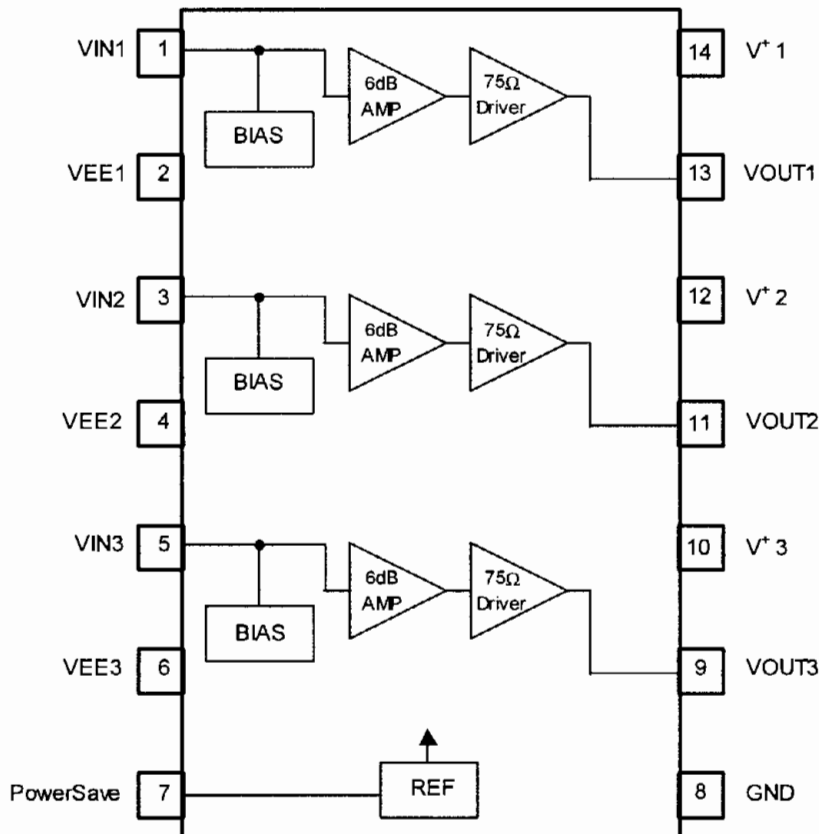 VIN1 1
6dB
AMP
75Ω
Driver
14 V+1
BIAS
VEE1 2
13 VOUT1
VIN2 3
6dB
AMP
75Ω
Driver
12 V+2
BIAS
VEE2 4
11 VOUT2
VIN3 5
6dB
AMP
75Ω
Driver
10 V+3
BIAS
VEE3 6
9 VOUT3
PowerSave 7
REF
8 GND